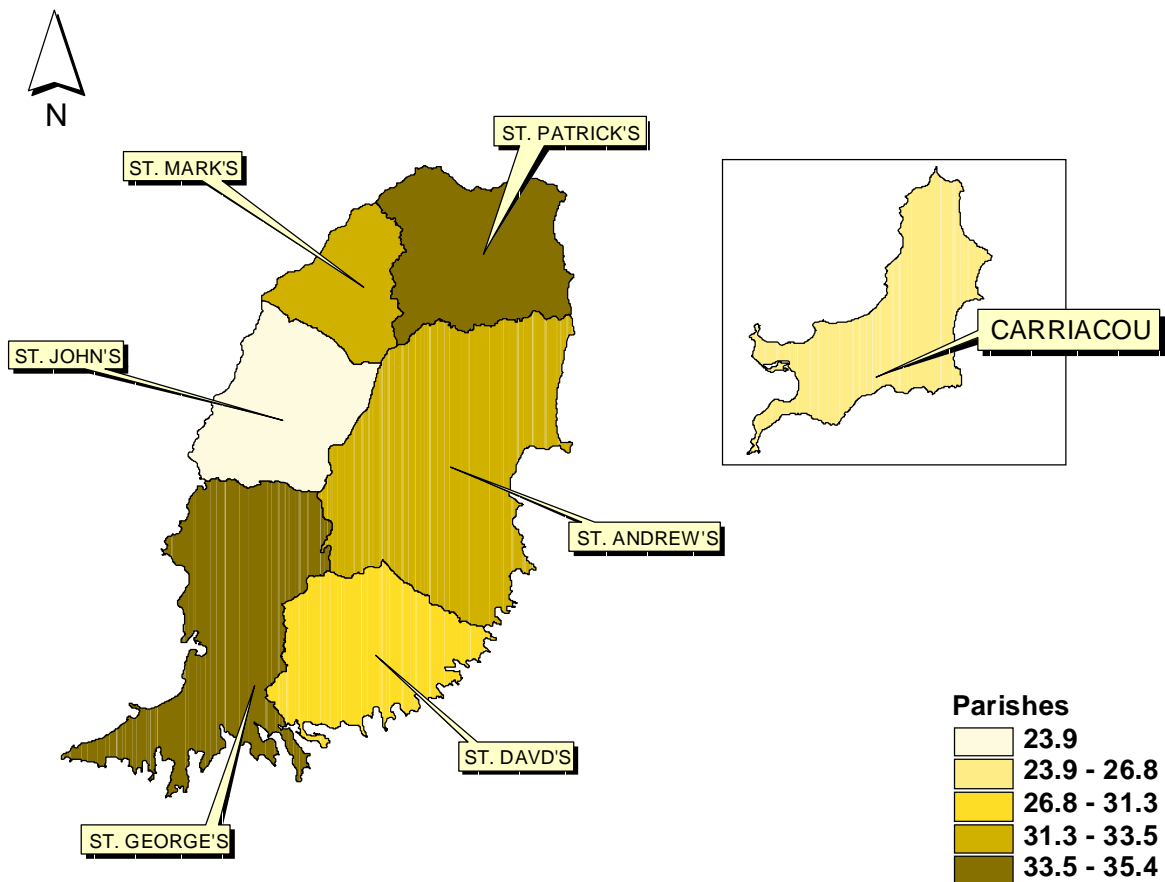 N
ST. PATRICK'S
ST. MARK'S
CARRIACOU
ST. JOHN'S
ST. ANDREW'S
ST. DAVD'S
ST. GEORGE'S
Parishes
23.9
23.9 - 26.8
26.8 - 31.3
31.3 - 33.5
33.5 - 35.4